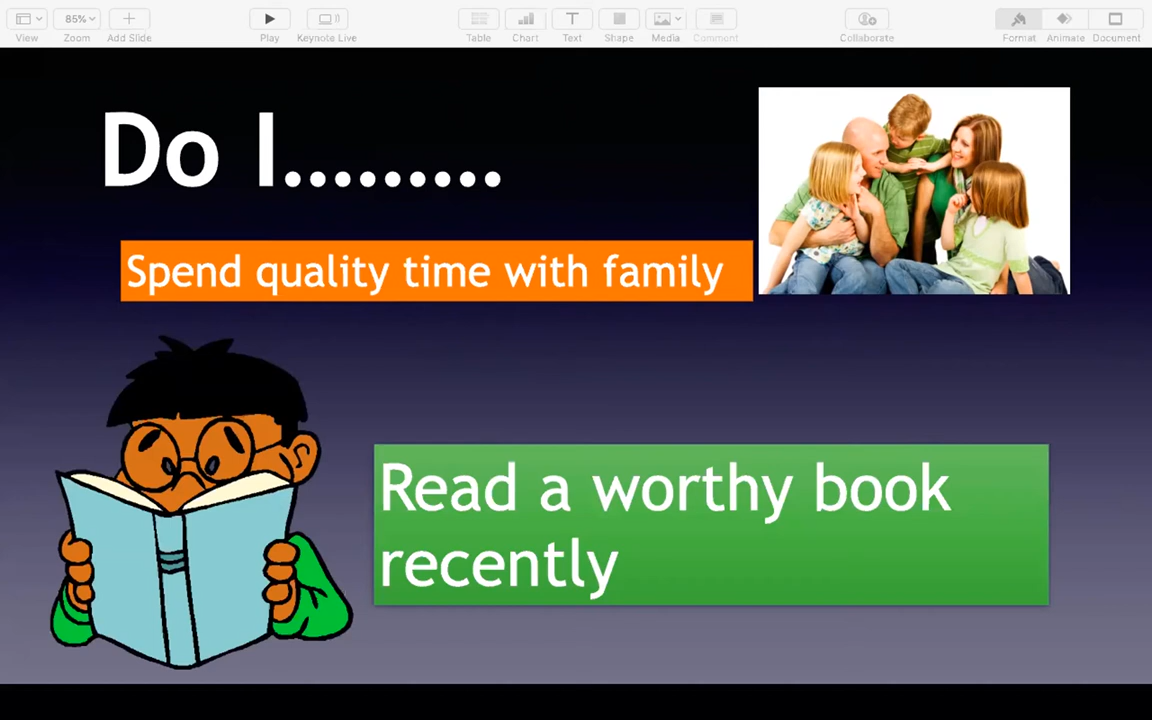 85%
View
Zoom
Add Slide
Play
Keynote Live
Table
Chart
Text
Shape
Media
Comment
Collaborate
Format
Animate
Document
Do I.........
Spend quality time with family
Read a worthy book
recently